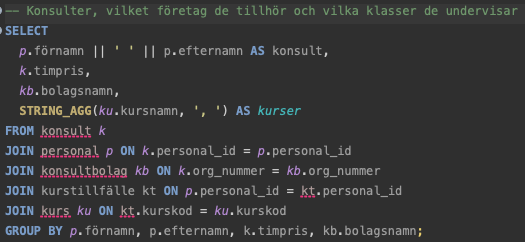 -- Konsulter, vilket företag de tillhör och vilka klasser de undervisar
SELECT
p.förnamn || ' ' || p.efternamn AS konsult,
k.timpris,
kb.bolagsnamn,
STRING_AGG(ku.kursnamn, ', ') AS kurser
FROM konsult k
JOIN personal p ON k.personal_id = p.personal_id
JOIN konsultbolag kb ON k.org_nummer = kb.org_nummer
JOIN kurstillfälle kt ON p.personal_id = kt.personal_id
JOIN kurs ku ON kt.kurskod = ku.kurskod
GROUP BY p.förnamn, p.efternamn, k.timpris, kb.bolagsnamn;